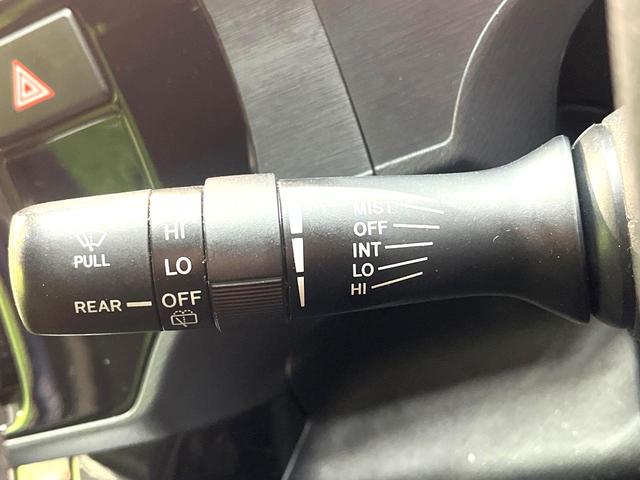 PULL
REAR
HI
LO
OFF
MIST
OFF
INT
LO
HI